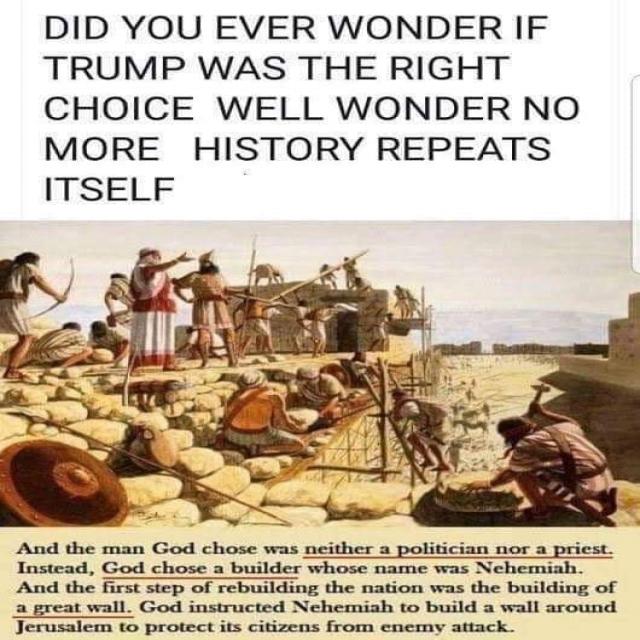 DID YOU EVER WONDER IF
TRUMP WAS THE RIGHT
CHOICE WELL WONDER NO
MORE HISTORY REPEATS
ITSELF
And the man God chose was neither a politician nor a priest.
Instead, God chose a builder whose name was Nehemiah.
And the first step of rebuilding the nation was the building of
a great wall. God instructed Nehemiah to build a wall around
Jerusalem to protect its citizens from enemy attack.